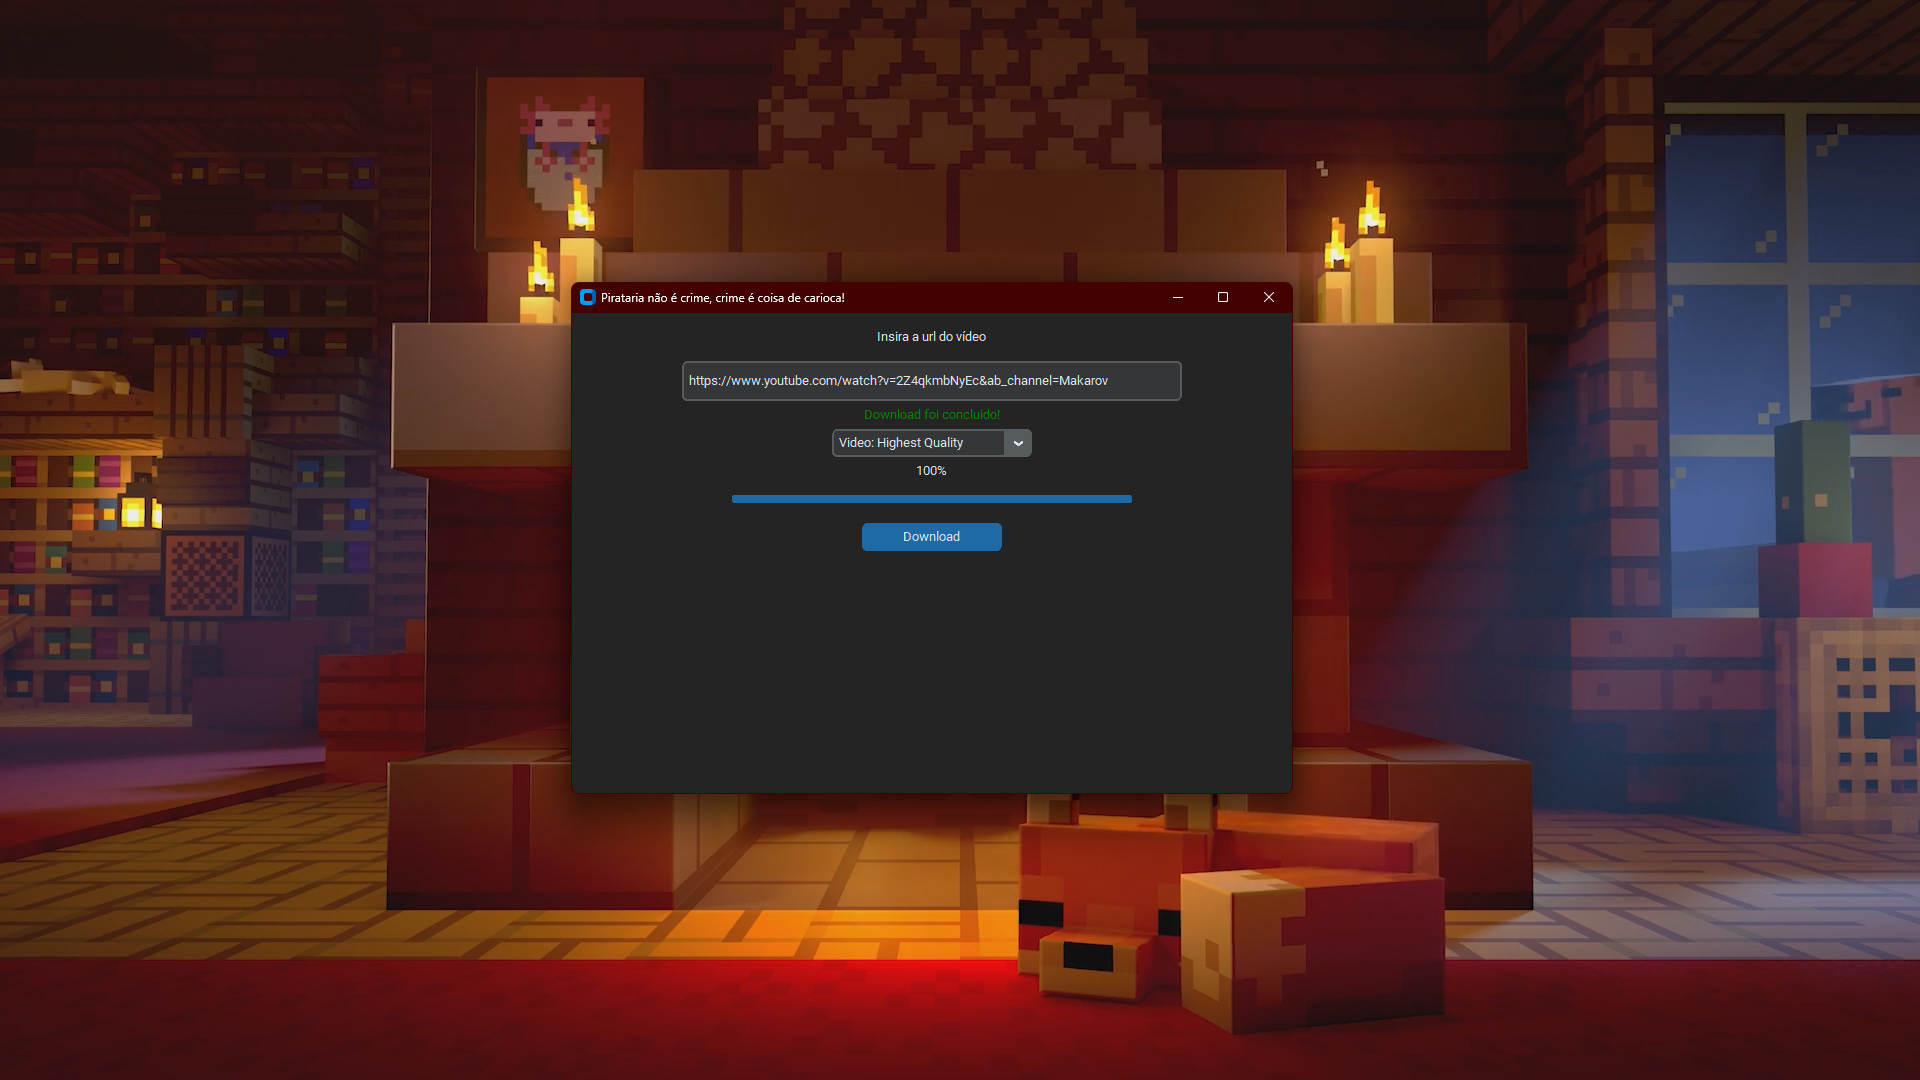 Pirataria não é crime, crime é coisa de carioca!
Insira a url do vídeo
https://www.youtube.com/watch?v=2Z4qkmbNyEc&ab_channel=Makarov
Download foi concluido!
Video: Highest Quality
100%
Download